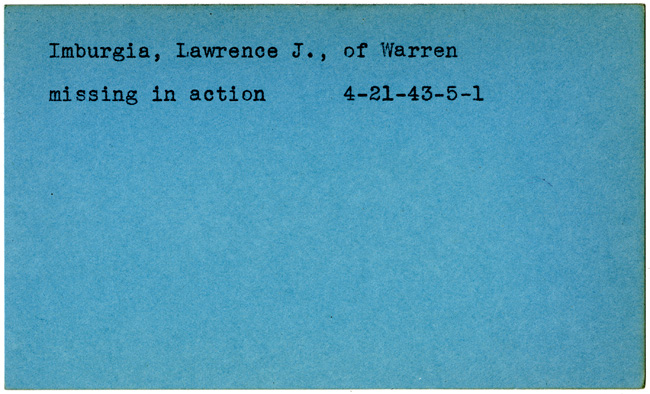 Imburgia, Lawrence J., of Warren
missing in action 4-21-43-5-1